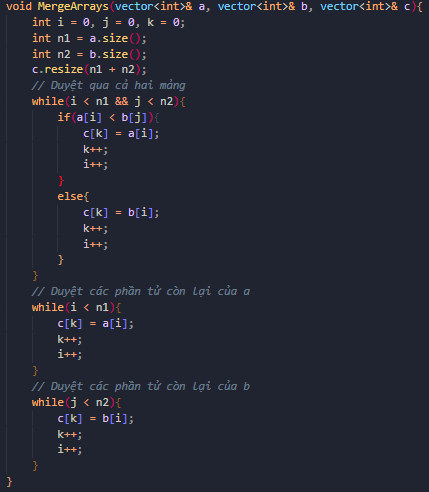 void MergeArrays(vector<int>& a, vector<int>& b, vector<int>& c){
    int i = 0, j = 0, k = 0;
    int n1 = a.size();
    int n2 = b.size();
    c.resize(n1 + n2);
    // Duyệt qua cả hai mảng
    while(i < n1 && j < n2){
        if(a[i] < b[j]){
            c[k] = a[i];
            k++;
            i++;
        }
        else{
            c[k] = b[i];
            k++;
            i++;
        }
    }
    // Duyệt các phần tử còn lại của a
    while(i < n1){
        c[k] = a[i];
        k++;
        i++;
    }
    // Duyệt các phần tử còn lại của b
    while(j < n2){
        c[k] = b[i];
        k++;
        i++;
    }
}